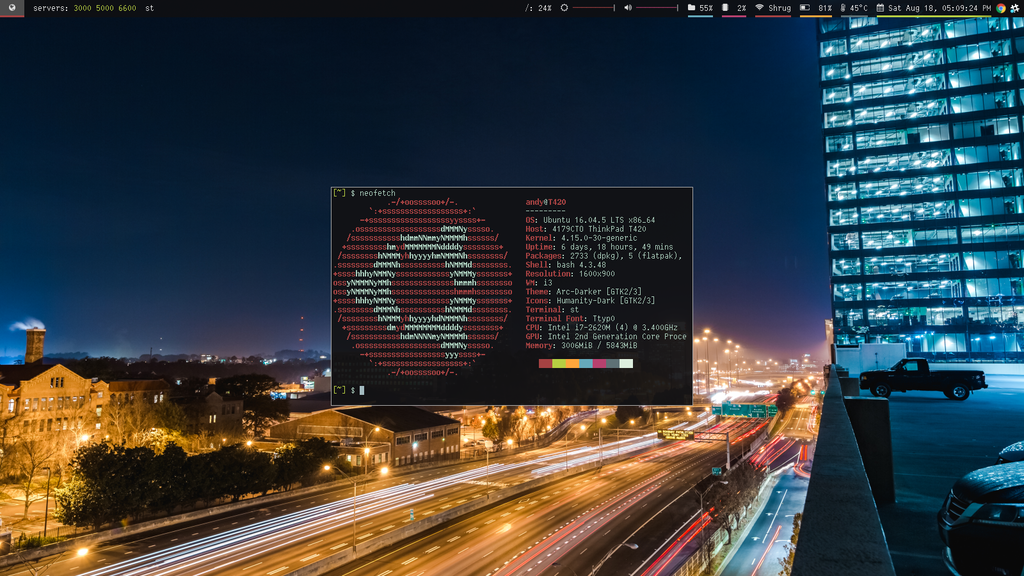 servers: 3000 5000 6600 st
/: 24% 55% 2% Shrug 81% 45°C Sat Aug 18, 05:09:24 PM
[~] $ neofetch
andy@T420
---------
OS: Ubuntu 16.04.5 LTS x86_64
Host: 4179CTO ThinkPad T420
Kernel: 4.15.0-30-generic
Uptime: 6 days, 18 hours, 49 mins
Packages: 2733 (dpkg), 5 (flatpak),
Shell: bash 4.3.48
Resolution: 1600x900
WM: i3
Theme: Arc-Darker [GTK2/3]
Icons: Humanity-Dark [GTK2/3]
Terminal: st
Terminal Font: Ttyp0
CPU: Intel i7-2620M (4) @ 3.400GHz
GPU: Intel 2nd Generation Core Proce
Memory: 3006MiB / 5843MiB
[~] $